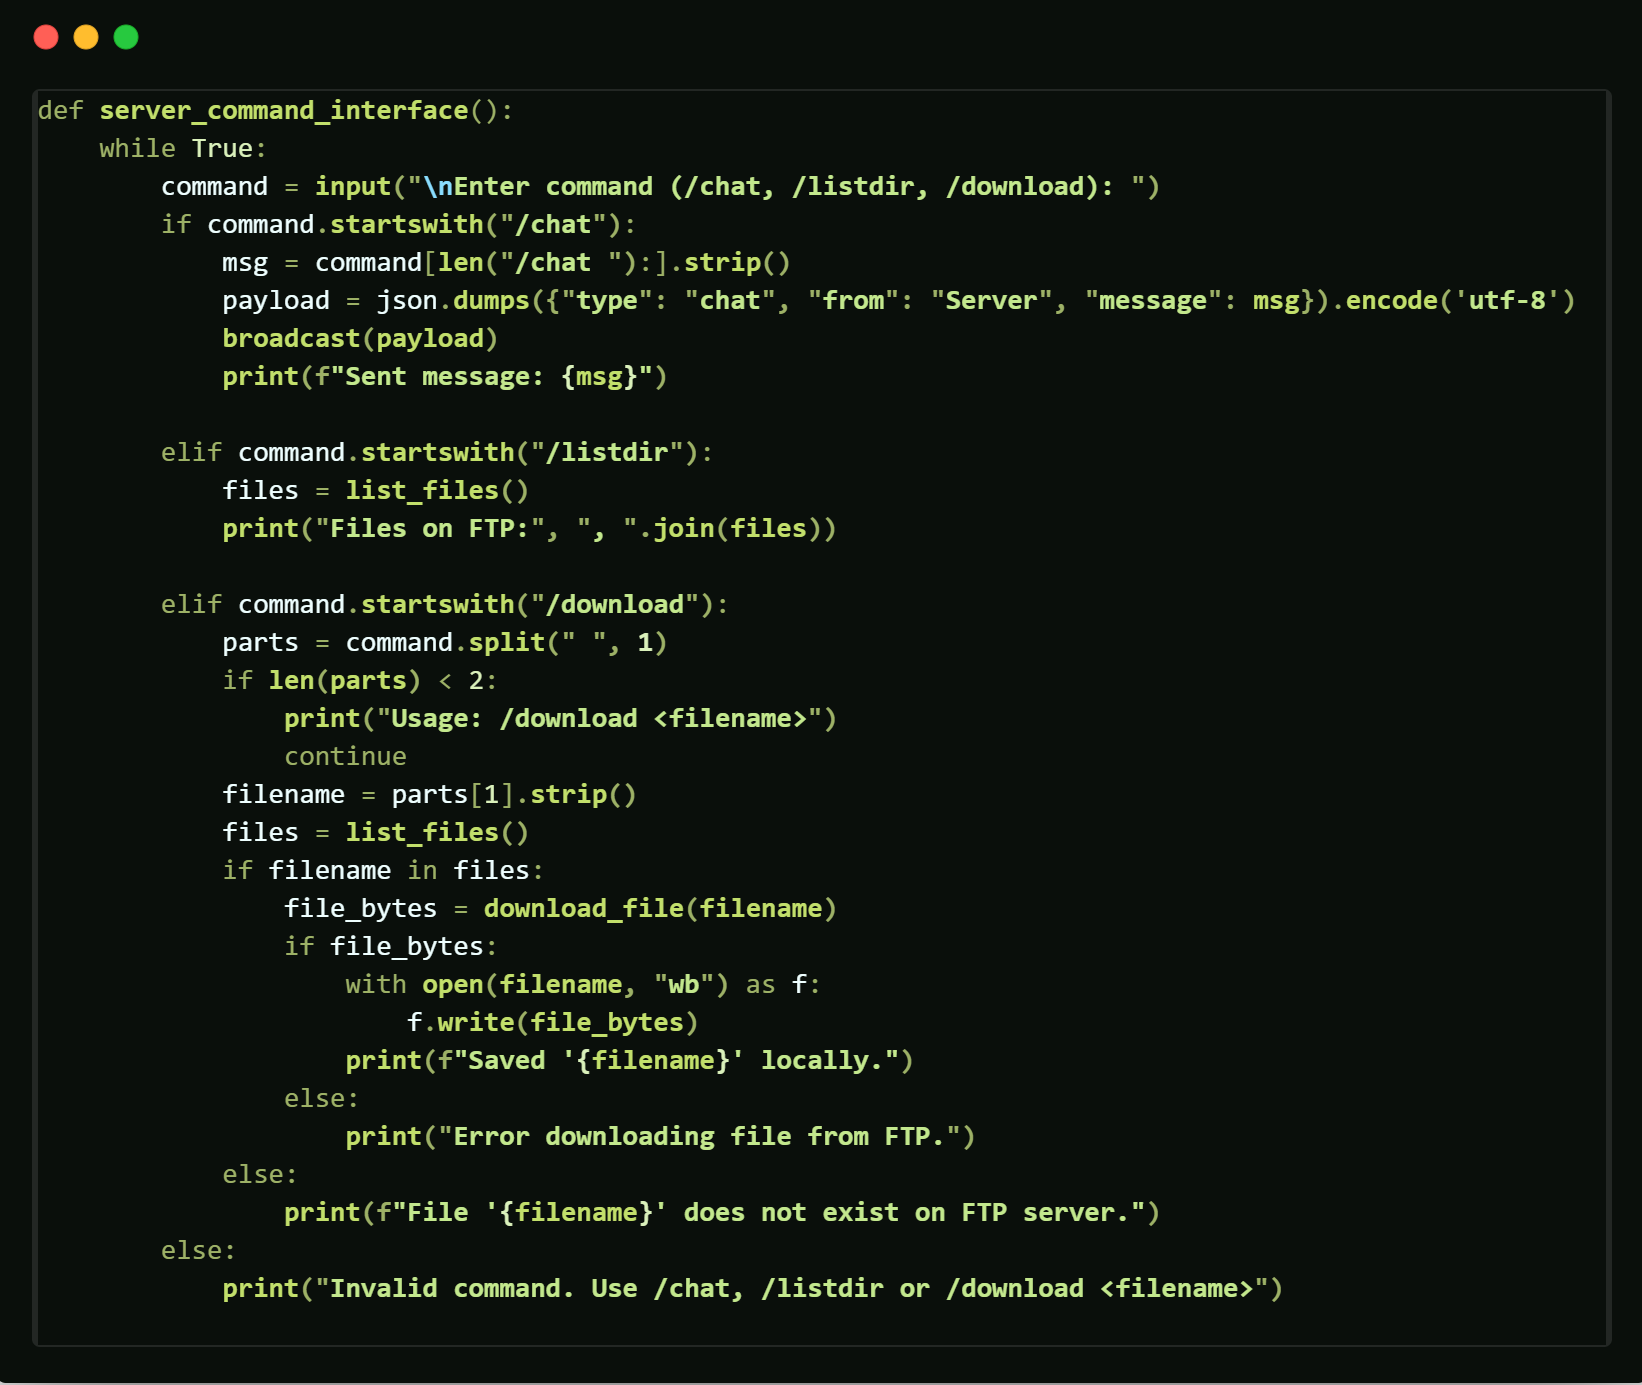 def server_command_interface():
    while True:
        command = input("\nEnter command (/chat, /listdir, /download): ")
        if command.startswith("/chat"):
            msg = command[len("/chat "):].strip()
            payload = json.dumps({"type": "chat", "from": "Server", "message": msg}).encode('utf-8')
            broadcast(payload)
            print(f"Sent message: {msg}")

        elif command.startswith("/listdir"):
            files = list_files()
            print("Files on FTP:", ", ".join(files))

        elif command.startswith("/download"):
            parts = command.split(" ", 1)
            if len(parts) < 2:
                print("Usage: /download <filename>")
                continue
            filename = parts[1].strip()
            files = list_files()
            if filename in files:
                file_bytes = download_file(filename)
                if file_bytes:
                    with open(filename, "wb") as f:
                        f.write(file_bytes)
                    print(f"Saved '{filename}' locally.")
                else:
                    print("Error downloading file from FTP.")
            else:
                print(f"File '{filename}' does not exist on FTP server.")
        else:
            print("Invalid command. Use /chat, /listdir or /download <filename>")